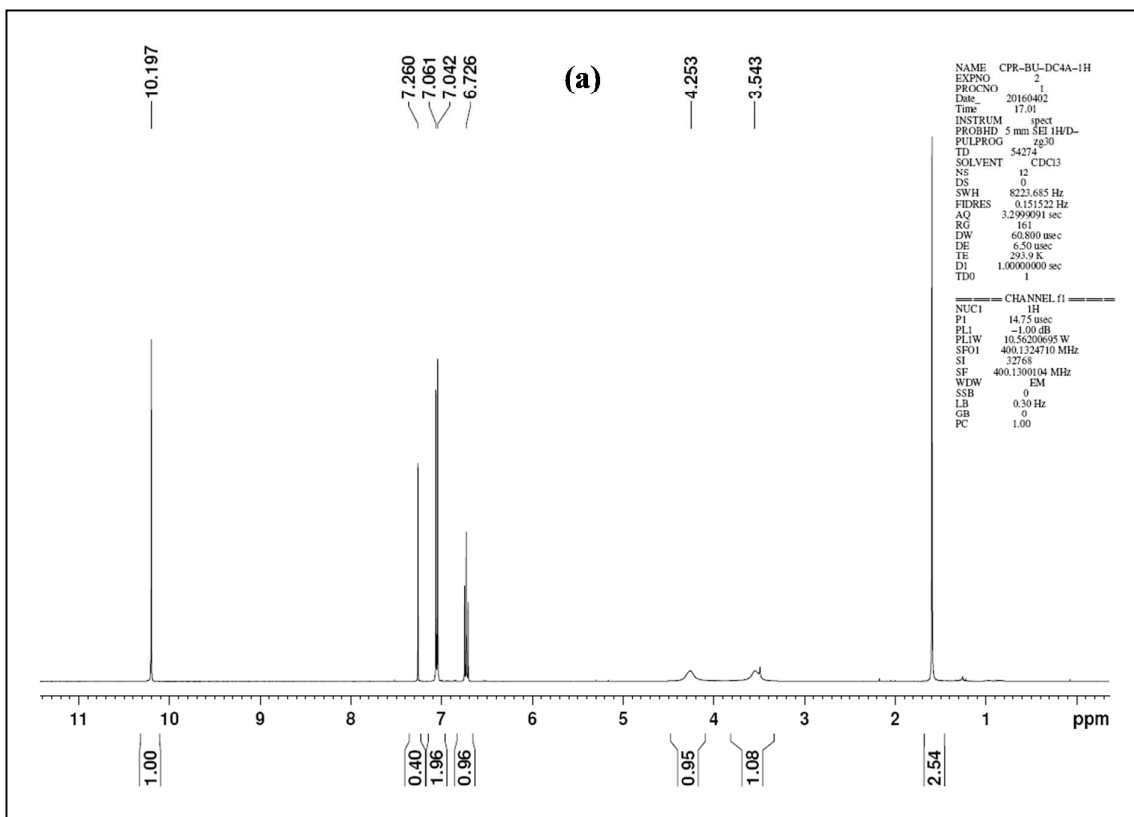 10.197
7.260
7.061
7.042
6.726
(a)
4.253
3.543
NAME CPR-BU-DC4A-1H
EXPNO 2
PROCNO 1
Date_ 20160402
Time 17.01
INSTRUM spect
PROBHD 5 mm SEI 1H/D-
PULPROG zg30
TD 54274
SOLVENT CDCl3
NS 12
DS 0
SWH 8223.685 Hz
FIDRES 0.151522 Hz
AQ 3.2999091 sec
RG 161
DW 60.800 usec
DE 6.50 usec
TE 293.9 K
D1 1.00000000 sec
TD0 1
===== CHANNEL f1 =====
NUC1 1H
P1 14.75 usec
PL1 -1.00 dB
PL1W 10.56200695 W
SFO1 400.1324710 MHz
SI 32768
SF 400.1300104 MHz
WDW EM
SSB 0
LB 0.30 Hz
GB 0
PC 1.00
11 10 9 8 7 6 5 4 3 2 1 ppm
1.00
0.40
1.96
0.96
0.95
1.08
2.54